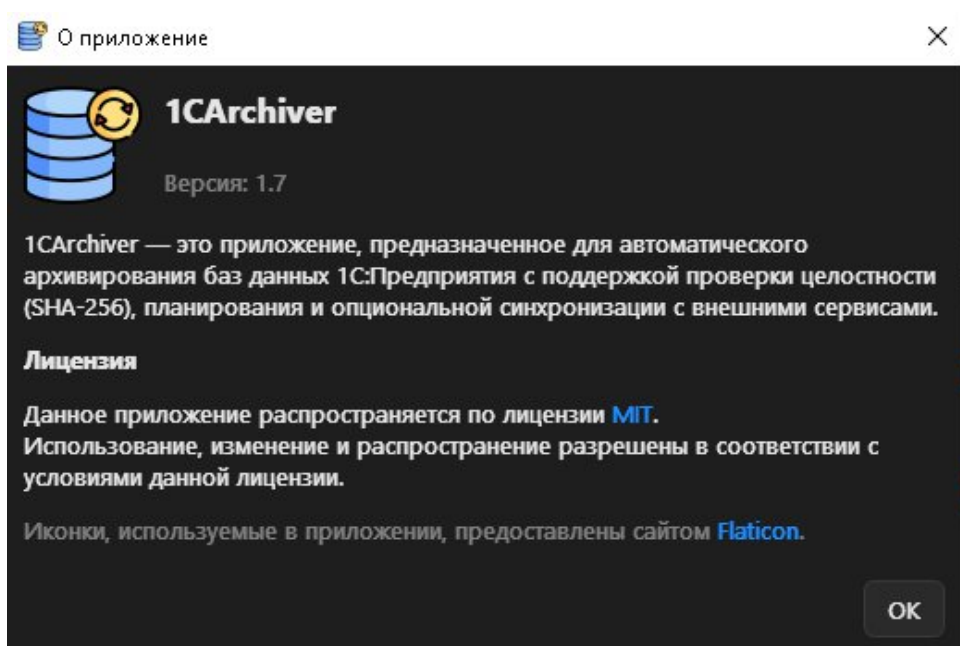 О приложение
1CArchiver
Версия: 1.7
1CArchiver — это приложение, предназначенное для автоматического
архивирования баз данных 1С:Предприятия с поддержкой проверки целостности
(SHA-256), планирования и опциональной синхронизации с внешними сервисами.
Лицензия
Данное приложение распространяется по лицензии MIT.
Использование, изменение и распространение разрешены в соответствии с
условиями данной лицензии.
Иконки, используемые в приложении, предоставлены сайтом Flaticon.
ОК